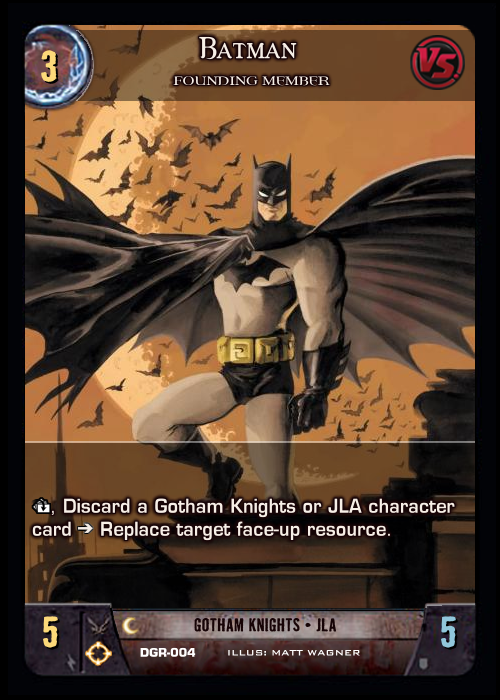 3
BATMAN
FOUNDING MEMBER
VS
, Discard a Gotham Knights or JLA character
card ➔ Replace target face-up resource.
5
GOTHAM KNIGHTS • JLA
5
DGR-004
ILLUS: MATT WAGNER